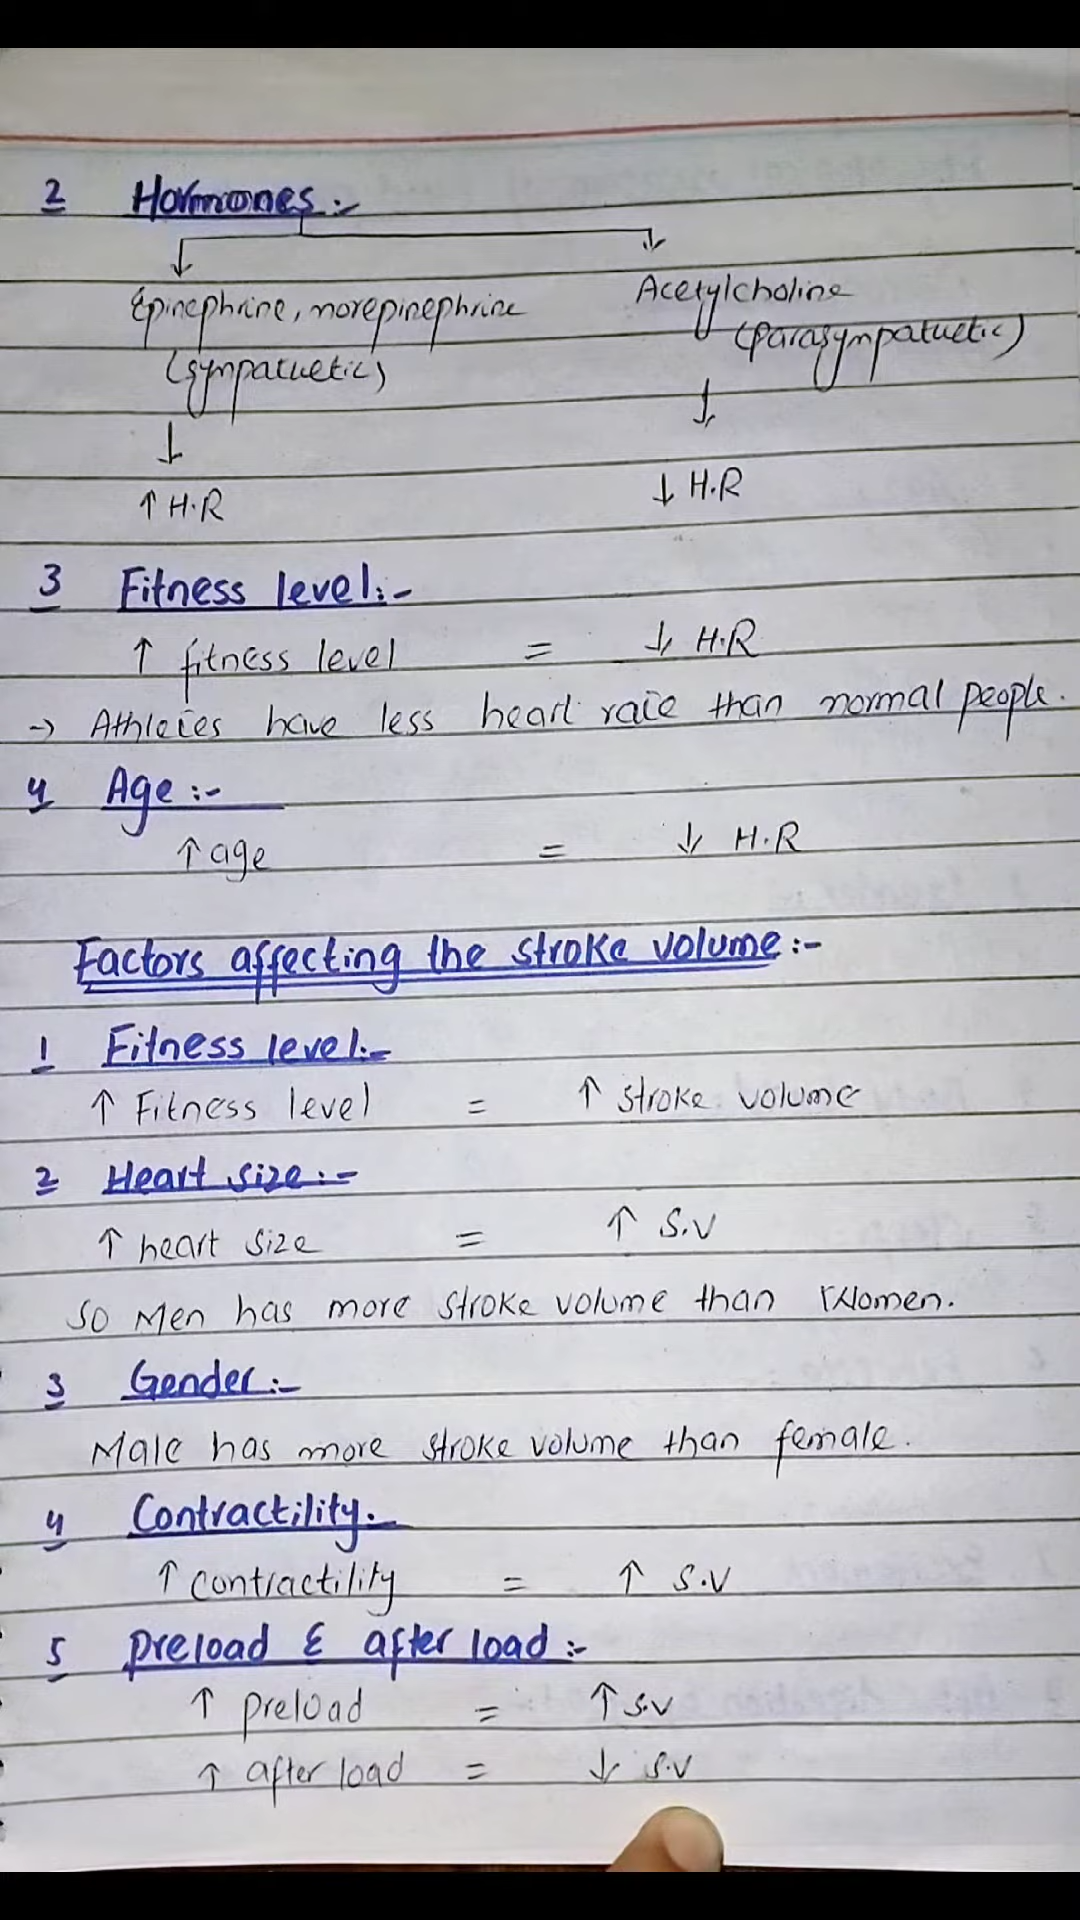 2 Hormones:-
Epinephrine, norepinephrine
Acetylcholine
(sympatuetic)
(parasympatuetic)
↓
↓
↑ H.R
↓ H.R
3 Fitness level:-
↑ fitness level = ↓ H.R
→ Athletes have less heart rate than normal people.
4 Age:-
↑ age = ↓ H.R
Factors affecting the stroke volume:-
1 Fitness level:-
↑ Fitness level = ↑ stroke volume
2 Heart size:-
↑ heart size = ↑ S.V
So Men has more stroke volume than Women.
3 Gender:-
Male has more stroke volume than female.
4 Contractility.-
↑ contractility = ↑ S.V
5 preload & after load:-
↑ preload = ↑ S.V
↑ after load = ↓ S.V